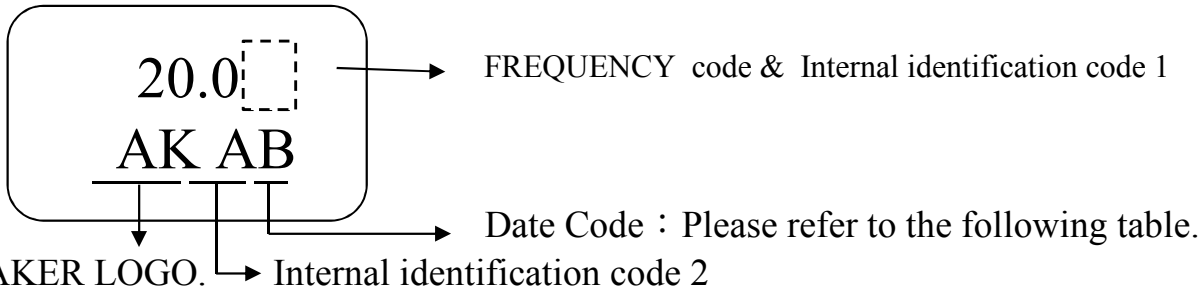 20.0
FREQUENCY code & Internal identification code 1
AK AB
Date Code：Please refer to the following table.
AKER LOGO.
Internal identification code 2